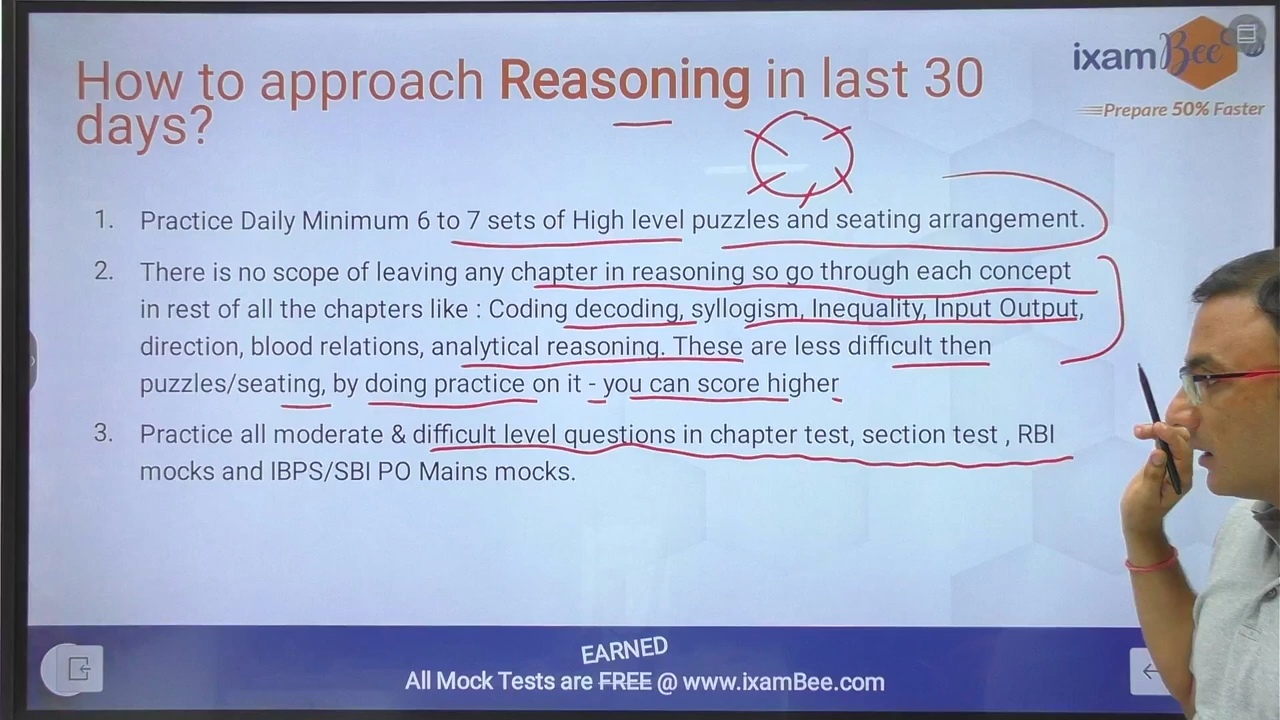 ixamBee
Prepare 50% Faster
How to approach Reasoning in last 30
days?
1. Practice Daily Minimum 6 to 7 sets of High level puzzles and seating arrangement.
2. There is no scope of leaving any chapter in reasoning so go through each concept
in rest of all the chapters like : Coding decoding, syllogism, Inequality, Input Output,
direction, blood relations, analytical reasoning. These are less difficult then
puzzles/seating, by doing practice on it - you can score higher
3. Practice all moderate & difficult level questions in chapter test, section test , RBI
mocks and IBPS/SBI PO Mains mocks.
EARNED
All Mock Tests are FREE @ www.ixamBee.com